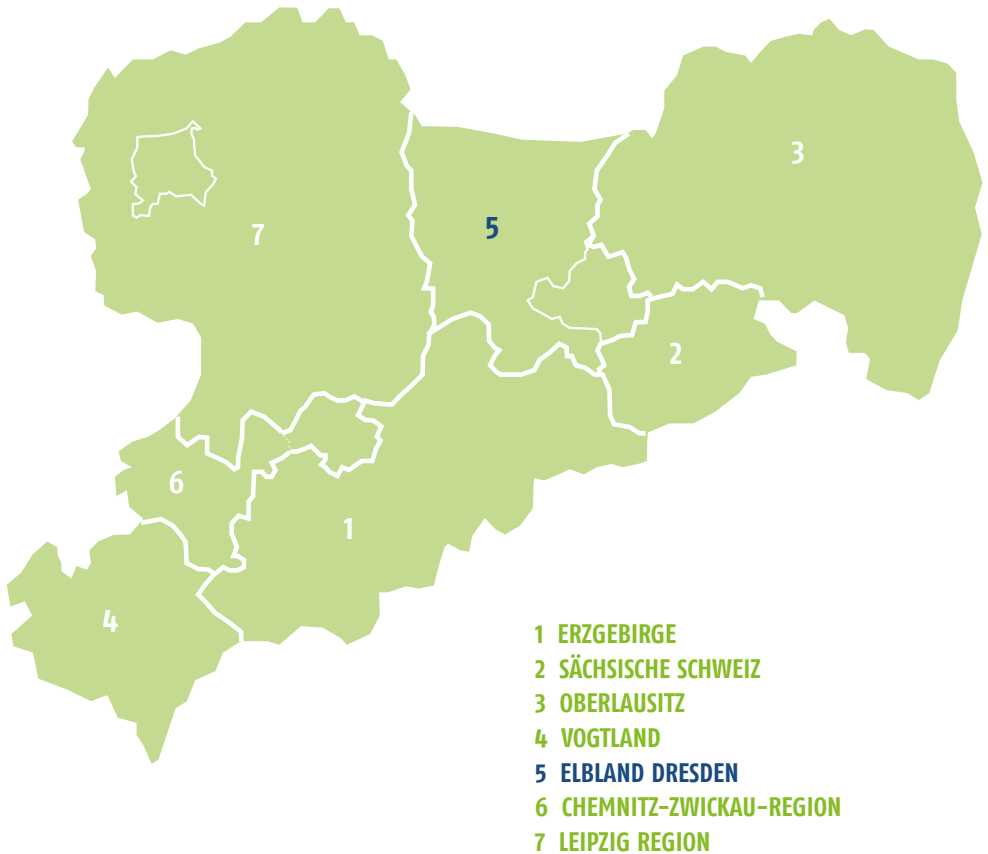 3
7
5
2
6
1
4
1 ERZGEBIRGE
2 SÄCHSISCHE SCHWEIZ
3 OBERLAUSITZ
4 VOGTLAND
5 ELBLAND DRESDEN
6 CHEMNITZ-ZWICKAU-REGION
7 LEIPZIG REGION